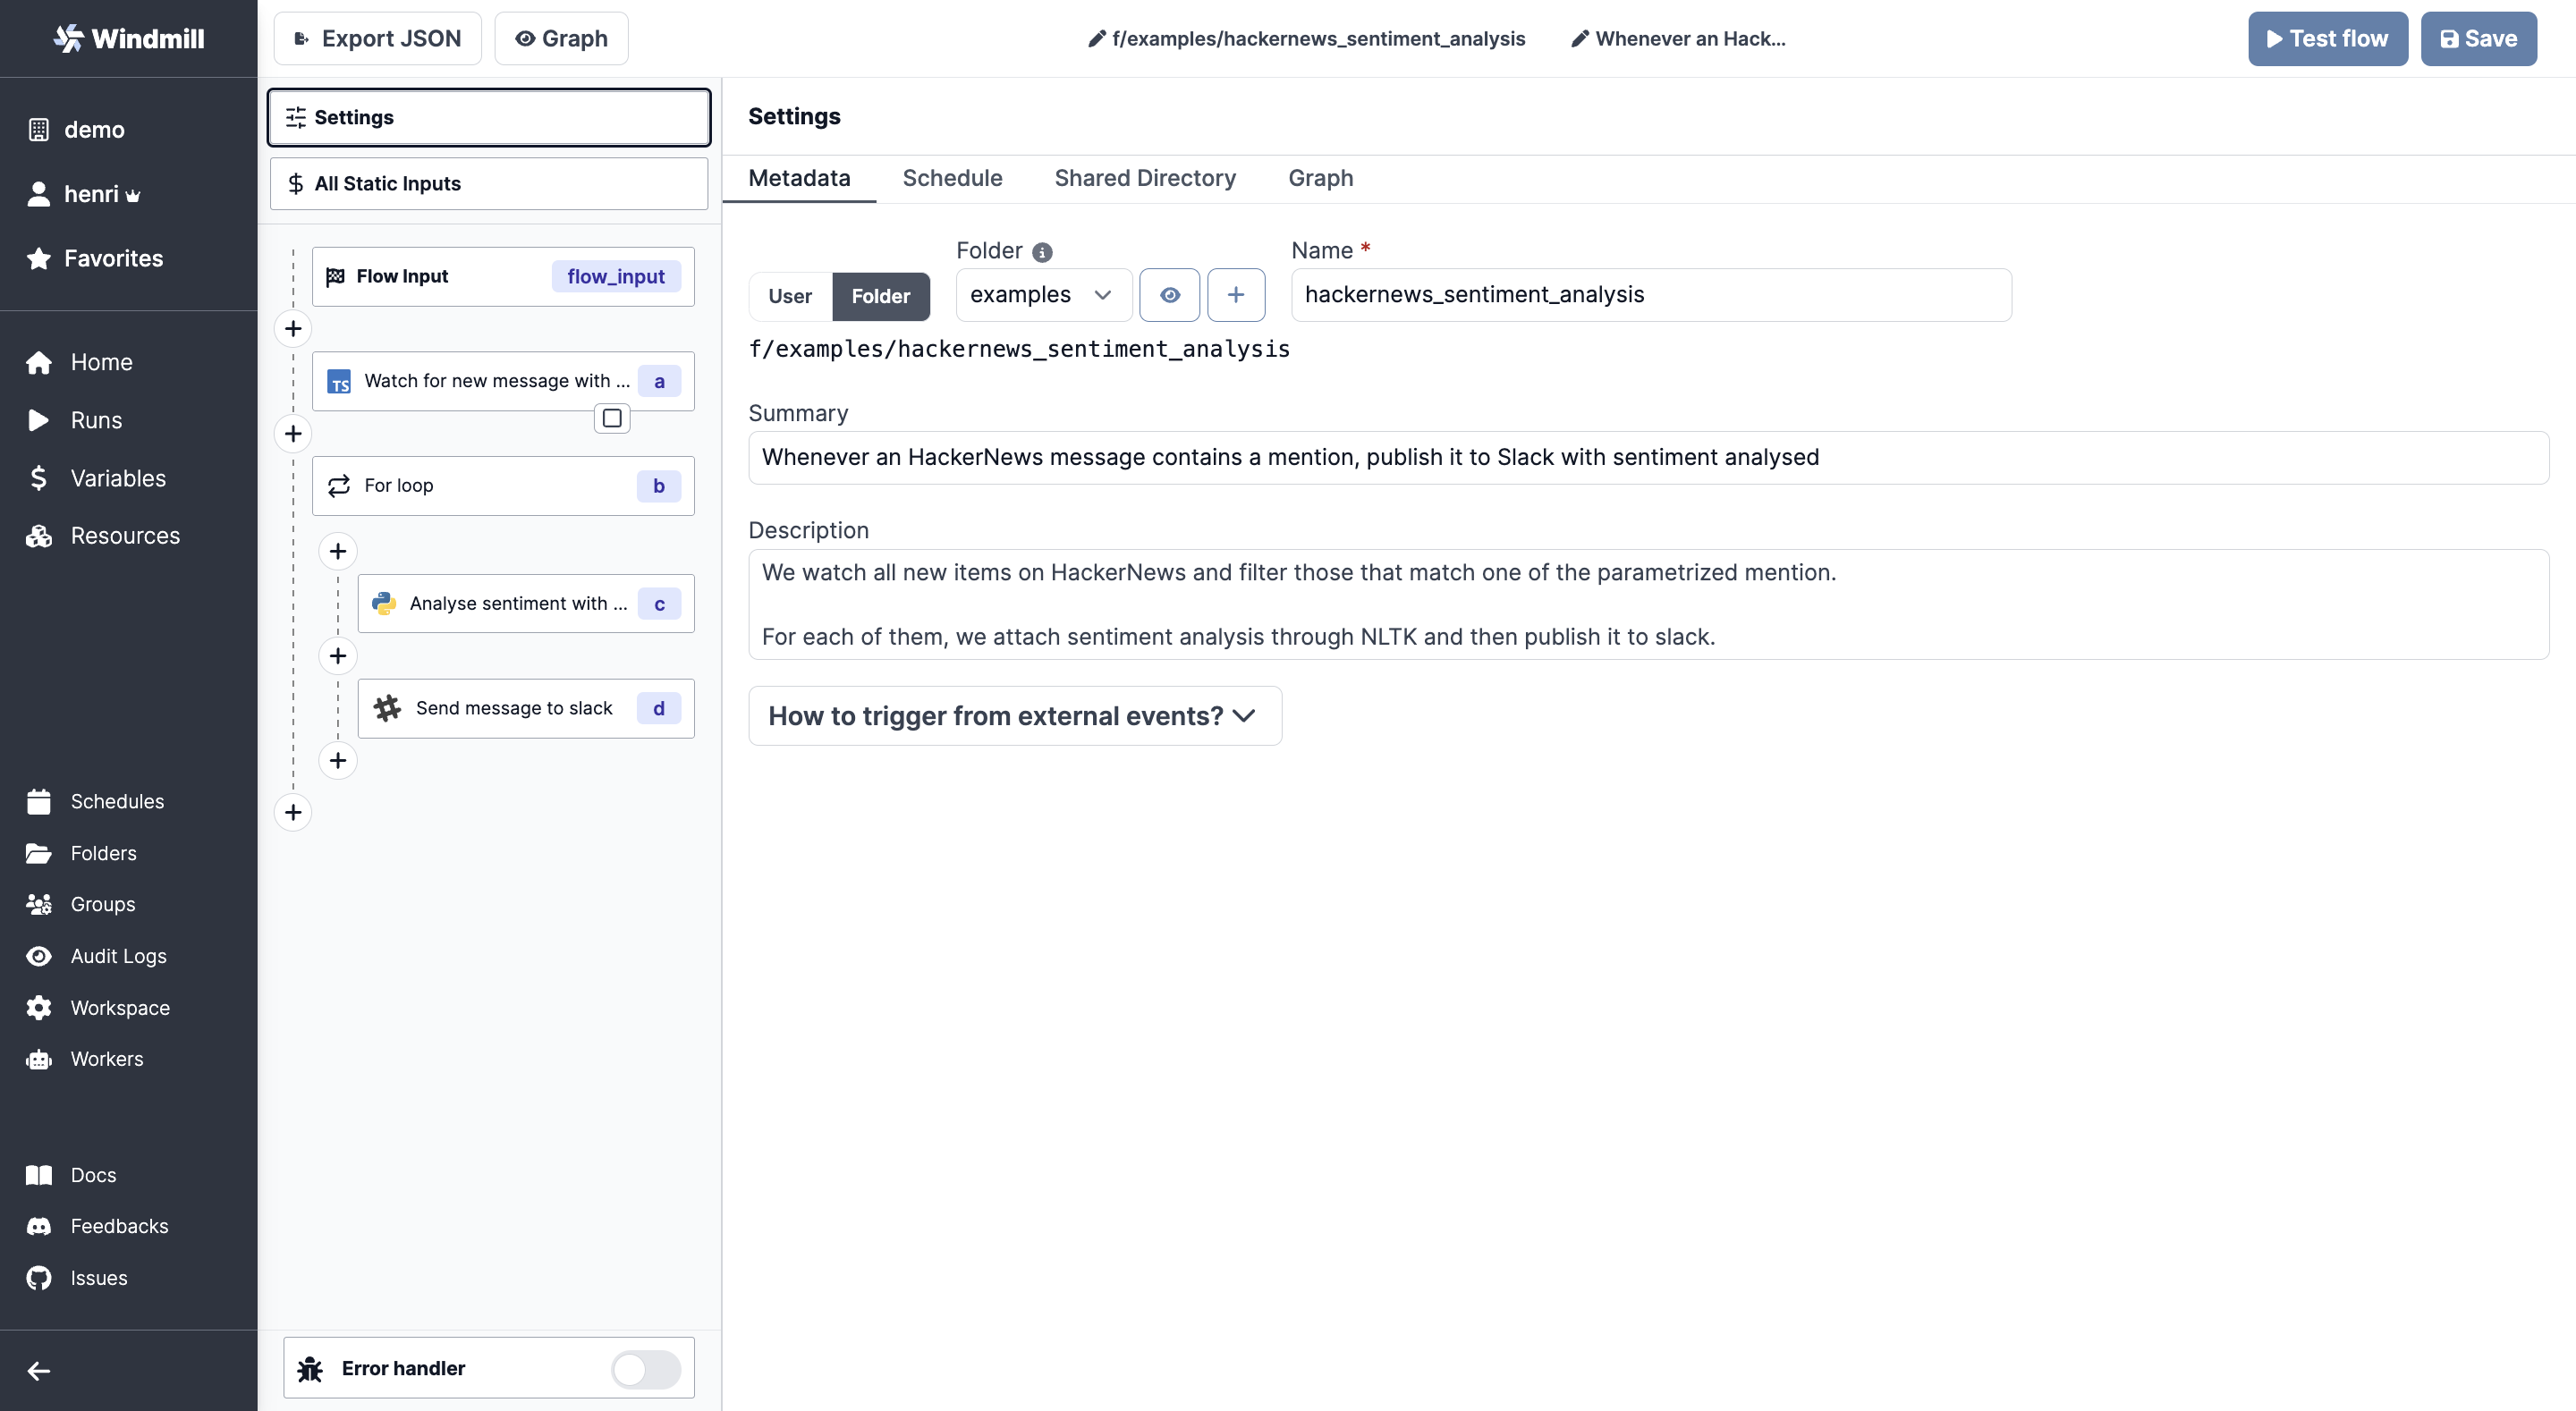 Windmill
demo
henri
Favorites
Home
Runs
Variables
Resources
Schedules
Folders
Groups
Audit Logs
Workspace
Workers
Docs
Feedbacks
Issues
Export JSON
Graph
f/examples/hackernews_sentiment_analysis
Whenever an Hack...
Test flow
Save
Settings
All Static Inputs
Flow Input flow_input
TS Watch for new message with ... a
For loop b
Analyse sentiment with ... c
Send message to slack d
Error handler
Settings
Metadata Schedule Shared Directory Graph
Folder Name *
User Folder examples hackernews_sentiment_analysis
f/examples/hackernews_sentiment_analysis
Summary
Whenever an HackerNews message contains a mention, publish it to Slack with sentiment analysed
Description
We watch all new items on HackerNews and filter those that match one of the parametrized mention.
For each of them, we attach sentiment analysis through NLTK and then publish it to slack.
How to trigger from external events?